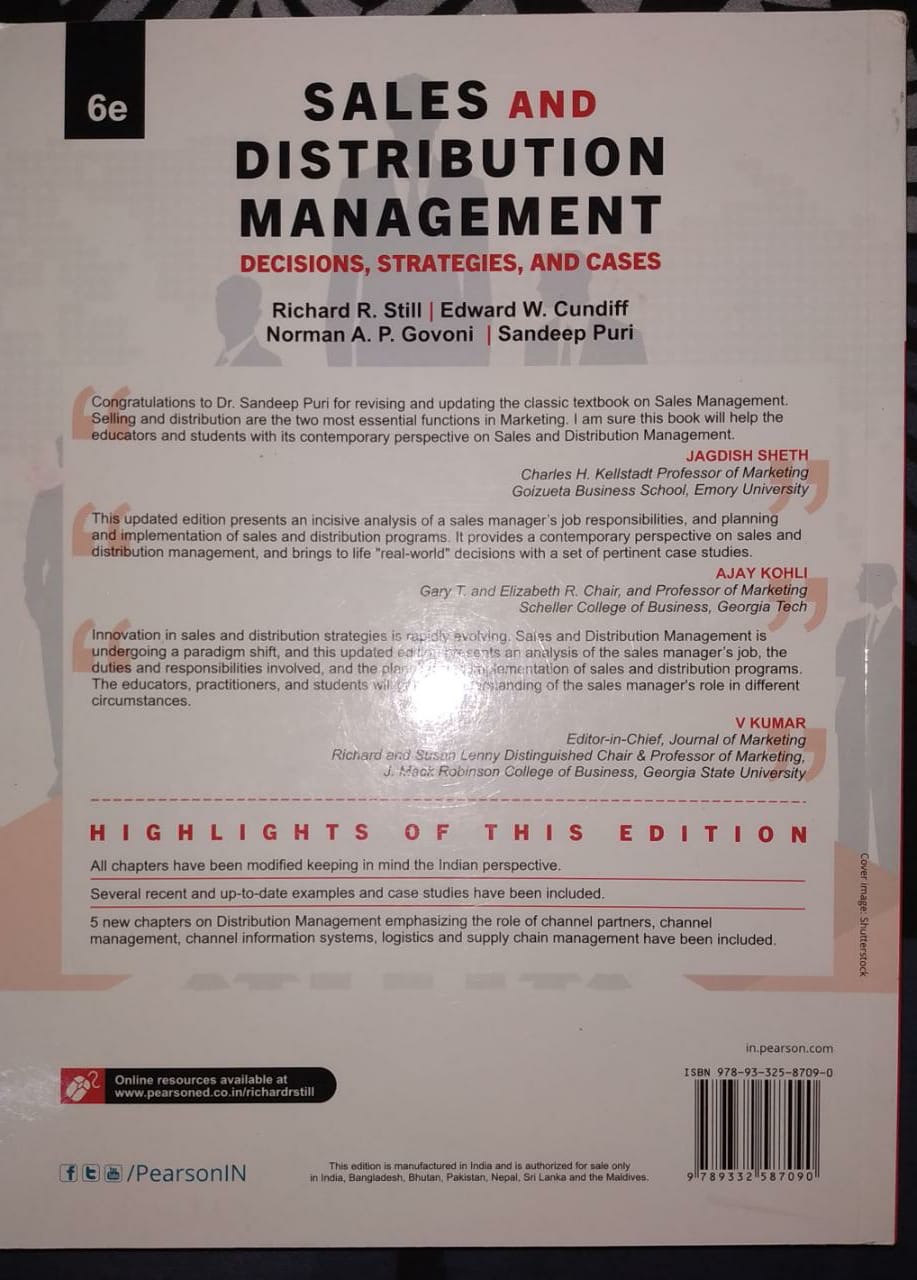 6e
SALES AND
DISTRIBUTION
MANAGEMENT
DECISIONS, STRATEGIES, AND CASES
Richard R. Still | Edward W. Cundiff
Norman A. P. Govoni | Sandeep Puri
Congratulations to Dr. Sandeep Puri for revising and updating the classic textbook on Sales Management.
Selling and distribution are the two most essential functions in Marketing. I am sure this book will help the
educators and students with its contemporary perspective on Sales and Distribution Management.
JAGDISH SHETH
Charles H. Kellstadt Professor of Marketing
Goizueta Business School, Emory University
This updated edition presents an incisive analysis of a sales manager's job responsibilities, and planning
and implementation of sales and distribution programs. It provides a contemporary perspective on sales and
distribution management, and brings to life "real-world" decisions with a set of pertinent case studies.
AJAY KOHLI
Gary T. and Elizabeth R. Chair, and Professor of Marketing
Scheller College of Business, Georgia Tech
Innovation in sales and distribution strategies is rapidly evolving. Sales and Distribution Management is
undergoing a paradigm shift, and this updated edition presents an analysis of the sales manager's job, the
duties and responsibilities involved, and the implementation of sales and distribution programs.
The educators, practitioners, and students of the sales manager's role in different
circumstances.
V KUMAR
Editor-in-Chief, Journal of Marketing
Richard and Susan Lenny Distinguished Chair & Professor of Marketing,
J. Mack Robinson College of Business, Georgia State University
HIGHLIGHTS OF THIS EDITION
All chapters have been modified keeping in mind the Indian perspective.
Several recent and up-to-date examples and case studies have been included.
5 new chapters on Distribution Management emphasizing the role of channel partners, channel
management, channel information systems, logistics and supply chain management have been included.
Cover image: Shutterstock
in.pearson.com
ISBN 978-93-325-8709-0
9 789332 587090
Online resources available at
www.pearsoned.co.in/richardrstill
/PearsonIN
This edition is manufactured in India and is authorized for sale only
in India, Bangladesh, Bhutan, Pakistan, Nepal, Sri Lanka and the Maldives.